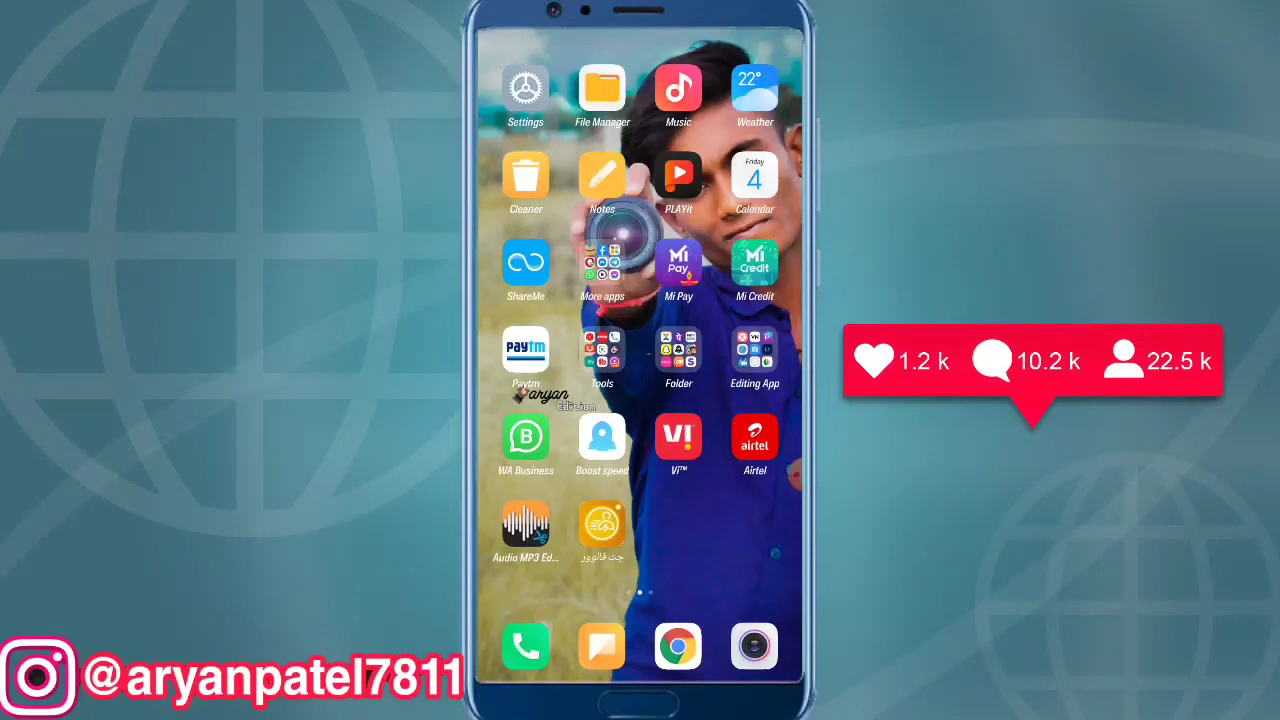 22°
Settings
File Manager
Music
Weather
Friday
4
Cleaner
Notes
PLAYit
Calendar
Mi
Pay
Mi
Credit
ShareMe
More apps
Mi Pay
Mi Credit
paytm
Paytm
Tools
Folder
Editing App
aryan
Edition
B
VI
airtel
WA Business
Boost speed
Vi™
Airtel
Audio MP3 Ed...
جت فالوور
1.2 k
10.2 k
22.5 k
@aryanpatel7811